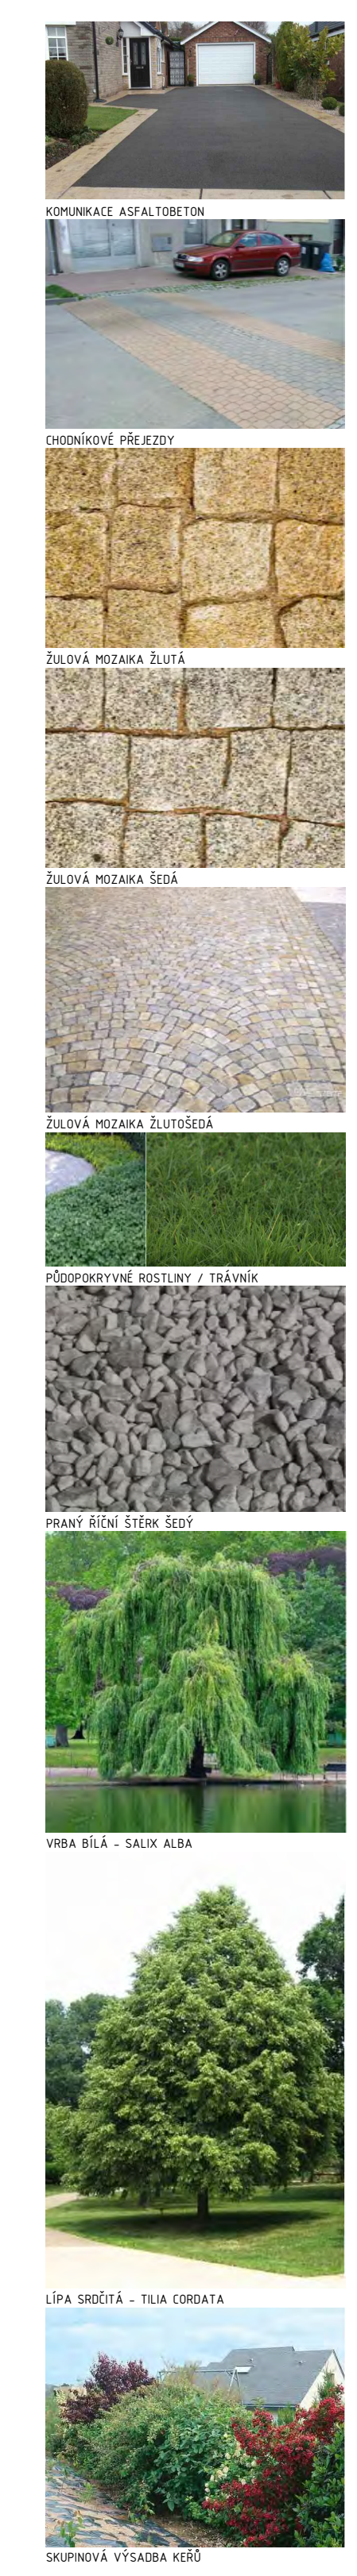 KOMUNIKACE ASFALTOBETON
CHODNÍKOVÉ PŘEJEZDY
ŽULOVÁ MOZAIKA ŽLUTÁ
ŽULOVÁ MOZAIKA ŠEDÁ
ŽULOVÁ MOZAIKA ŽLUTOŠEDÁ
PŮDOPOKRYVNÉ ROSTLINY / TRÁVNÍK
PRANÝ ŘÍČNÍ ŠTĚRK ŠEDÝ
VRBA BÍLÁ - SALIX ALBA
LÍPA SRDČITÁ - TILIA CORDATA
SKUPINOVÁ VÝSADBA KEŘŮ